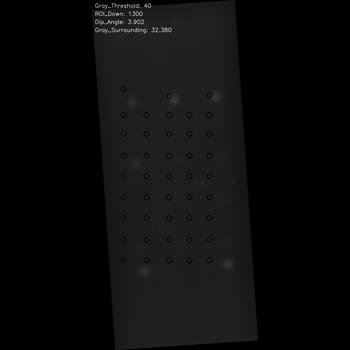 Gray_Threshold: 40
ROI_Down: 1300
Dip_Angle: 3.902
Gray_Surrounding: 32.380